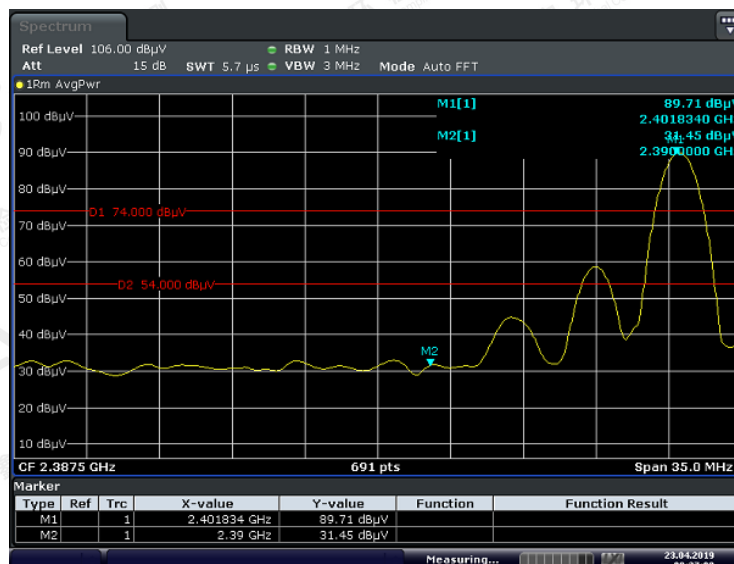 Spectrum
Ref Level 106.00 dBµV RBW 1 MHz
Att 15 dB SWT 5.7 µs VBW 3 MHz Mode Auto FFT
1Rm AvgPwr
M1[1] 89.71 dBµV
100 dBµV 2.4018340 GH
M2[1] 31.45 dBµV
M1
90 dBµV 2.3900000 GH
80 dBµV
D1 74.000 dBµV
70 dBµV
60 dBµV
D2 54.000 dBµV
50 dBµV
40 dBµV
M2
30 dBµV
20 dBµV
10 dBµV
CF 2.3875 GHz 691 pts Span 35.0 MHz
Marker
Type Ref Trc X-value Y-value Function Function Result
M1 1 2.401834 GHz 89.71 dBµV
M2 1 2.39 GHz 31.45 dBµV
Measuring... 23.04.2019